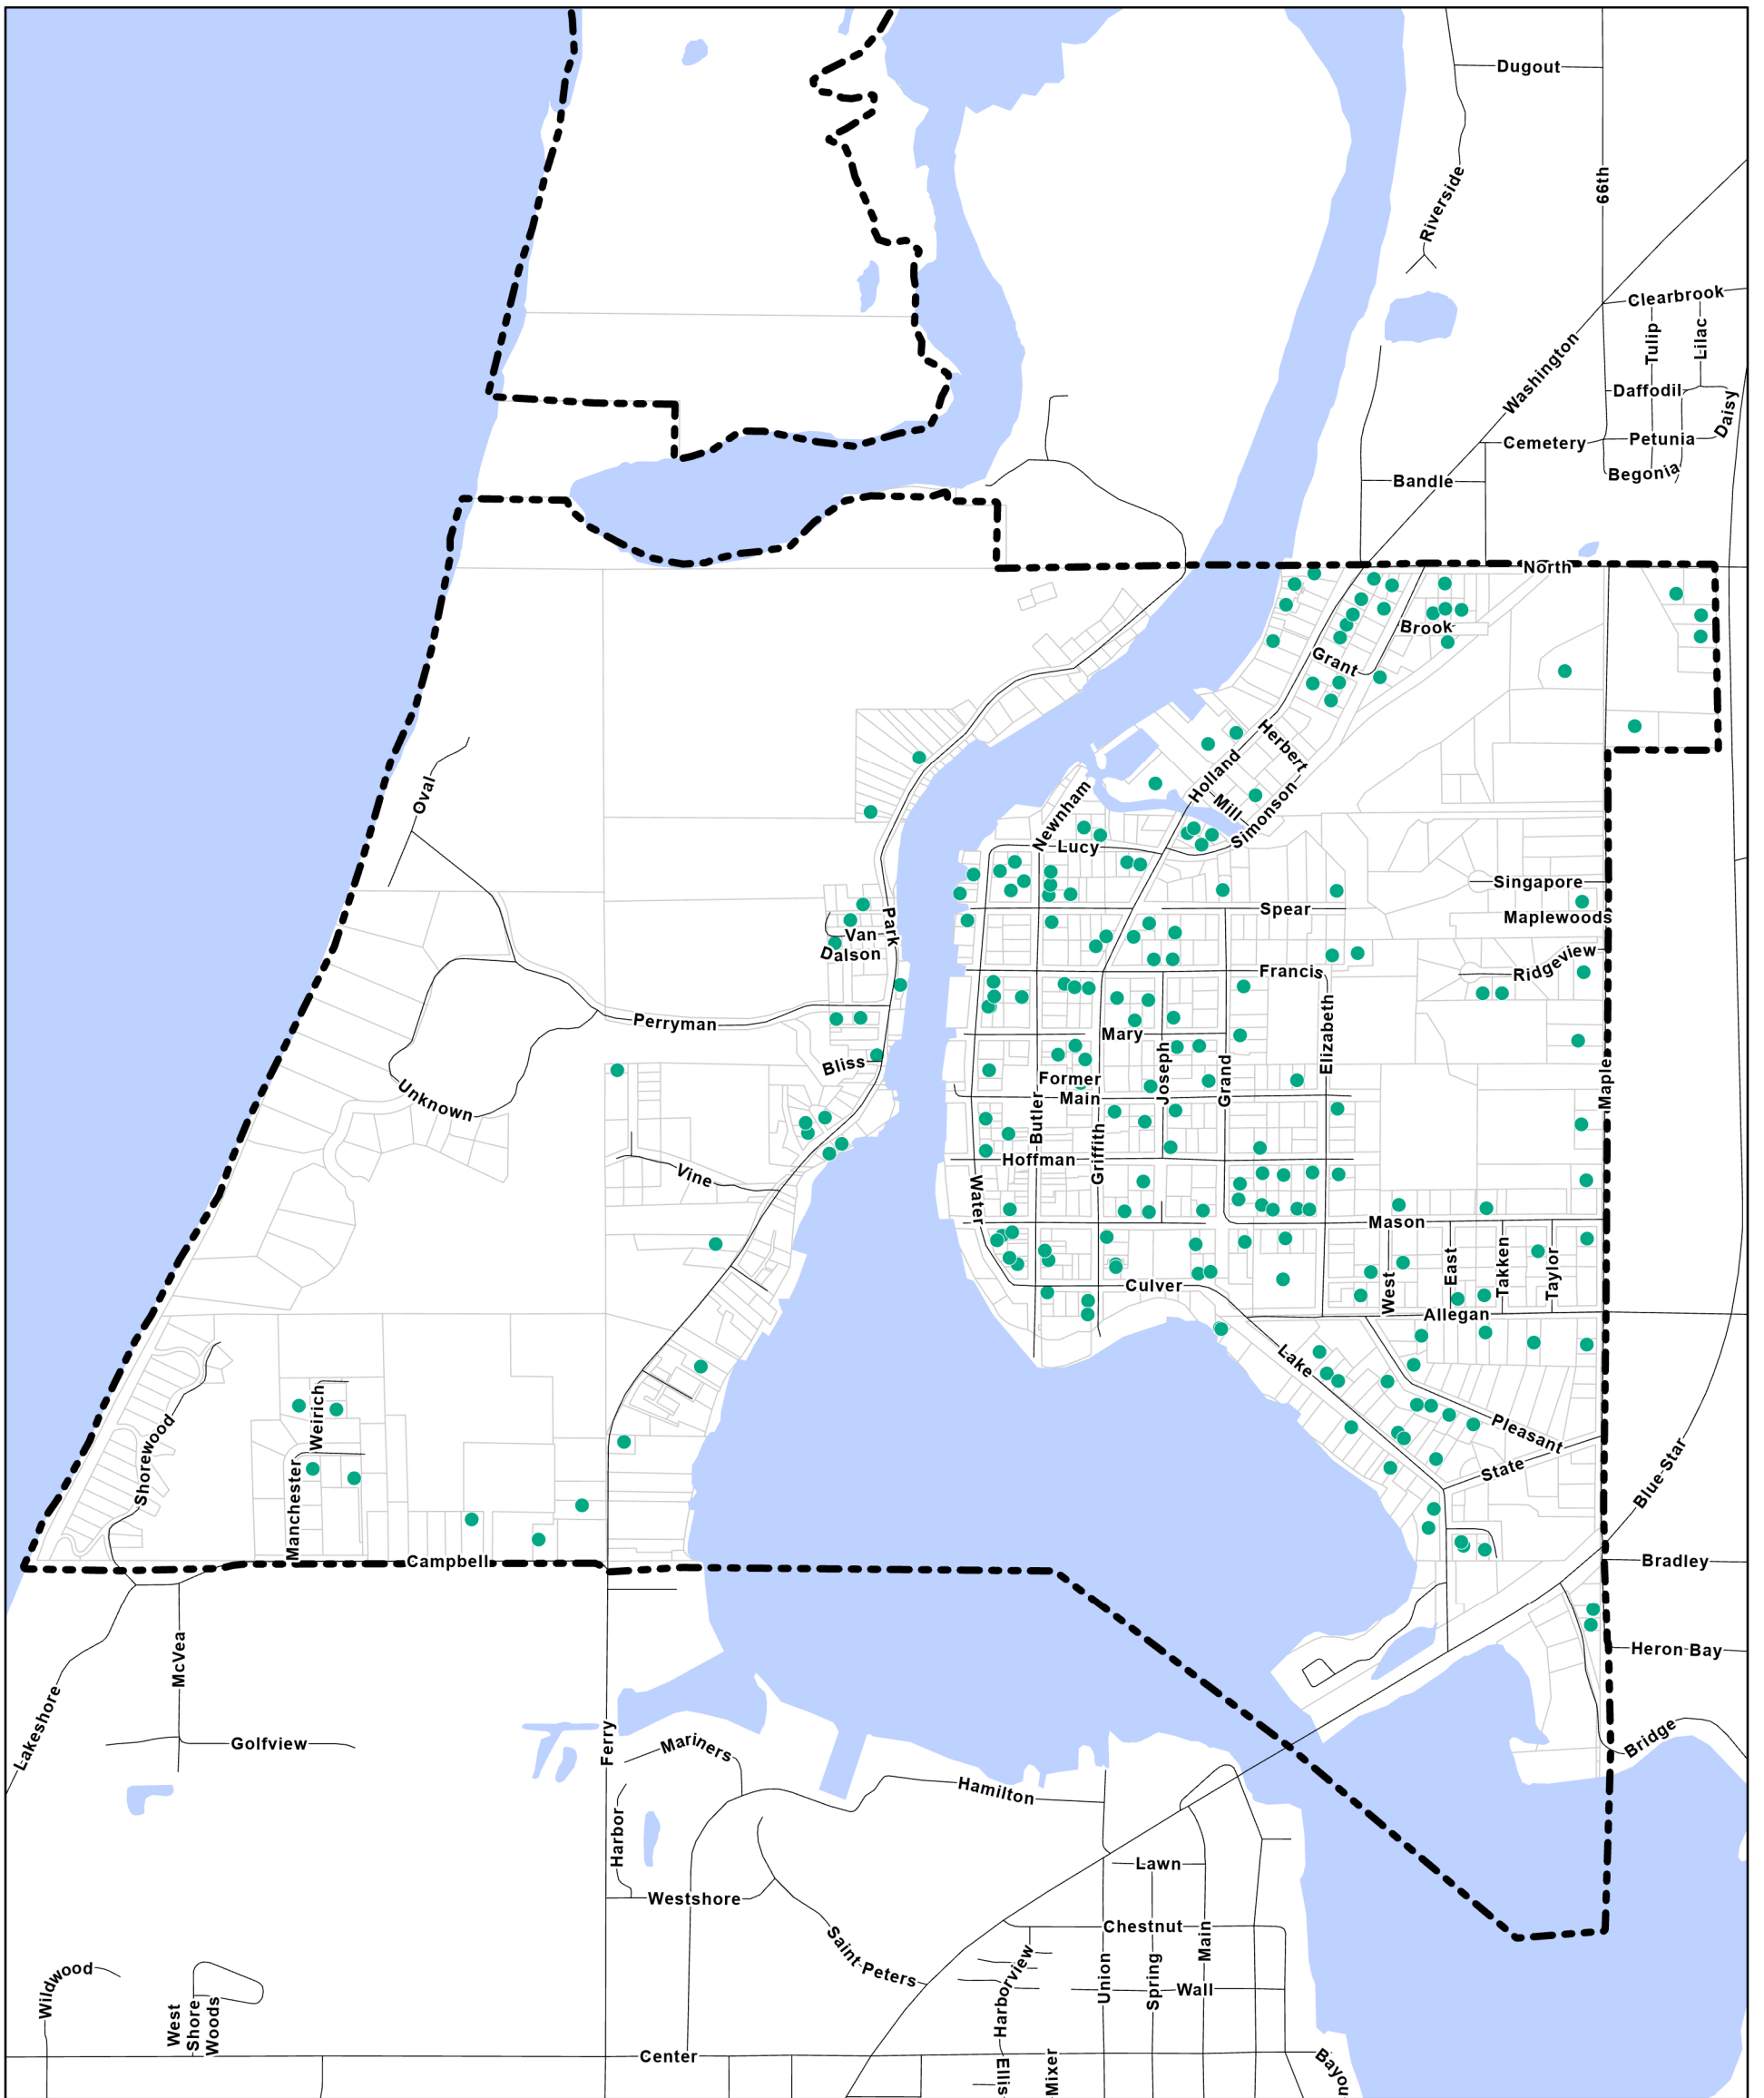 Dugout
66th
Riverside
Clearbrook
Tulip
Lilac
Washington
Daffodil
Daisy
Cemetery
Petunia
Begonia
Bandle
North
Brook
Grant
Herbert
Holland
Oval
Newnham
Mill
Simonson
Lucy
Singapore
Spear
Maplewoods
Park
Van
Dalson
Ridgeview
Francis
Elizabeth
Perryman
Mary
Joseph
Grand
Maple
Bliss
Former
Main
Unknown
Butler
Griffith
Hoffman
Vine
Water
Mason
West
East
Takken
Taylor
Culver
Allegan
Lake
Weirich
Shorewood
Pleasant
State
Blue Star
Manchester
Campbell
Bradley
McVea
Heron Bay
Lakeshore
Golfview
Ferry
Mariners
Bridge
Hamilton
Harbor
Lawn
Westshore
Chestnut
Main
Saint Peters
Harborview
Union
Spring
Wall
Wildwood
West
Shore
Woods
Center
Ellis
Mixer
Bayou